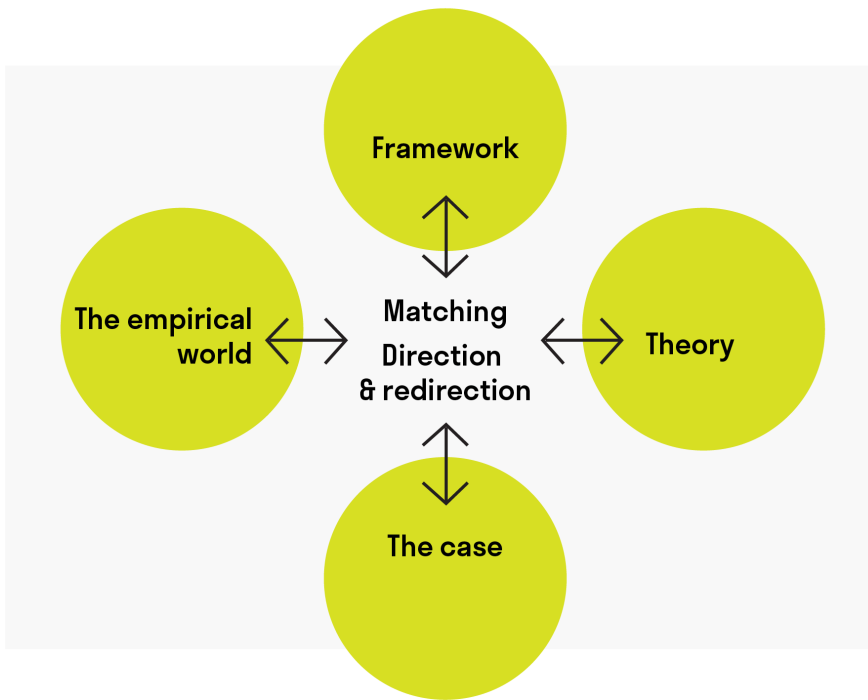 Framework
The empirical
world
Matching
Direction
& redirection
Theory
The case